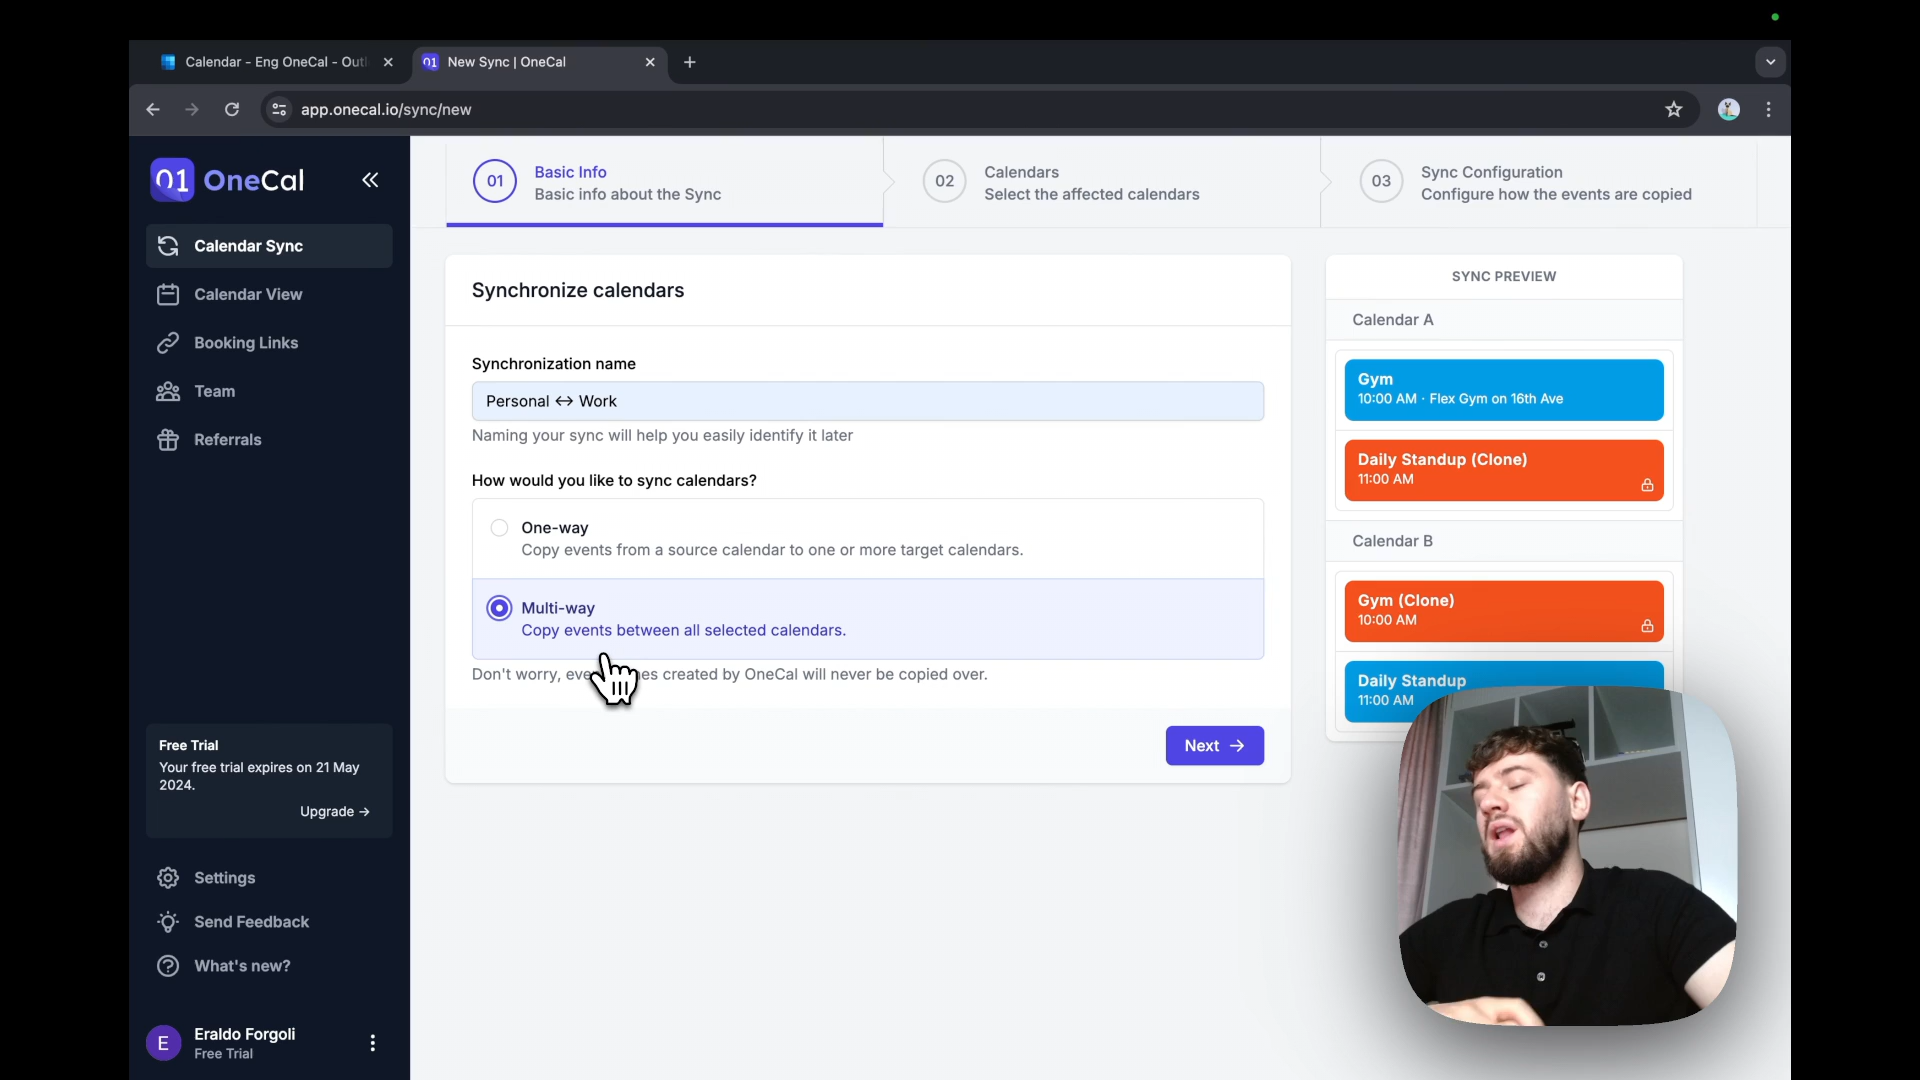 Calendar - Eng OneCal - Outl
01 New Sync | OneCal
app.onecal.io/sync/new
01 OneCal
Calendar Sync
Calendar View
Booking Links
Team
Referrals
Free Trial
Your free trial expires on 21 May
2024.
Upgrade →
Settings
Send Feedback
What's new?
E
Eraldo Forgoli
Free Trial
01
Basic Info
Basic info about the Sync
02
Calendars
Select the affected calendars
03
Sync Configuration
Configure how the events are copied
Synchronize calendars
Synchronization name
Personal <-> Work
Naming your sync will help you easily identify it later
How would you like to sync calendars?
One-way
Copy events from a source calendar to one or more target calendars.
Multi-way
Copy events between all selected calendars.
Don't worry, eve es created by OneCal will never be copied over.
Next →
SYNC PREVIEW
Calendar A
Gym
10:00 AM · Flex Gym on 16th Ave
Daily Standup (Clone)
11:00 AM
Calendar B
Gym (Clone)
10:00 AM
Daily Standup
11:00 AM